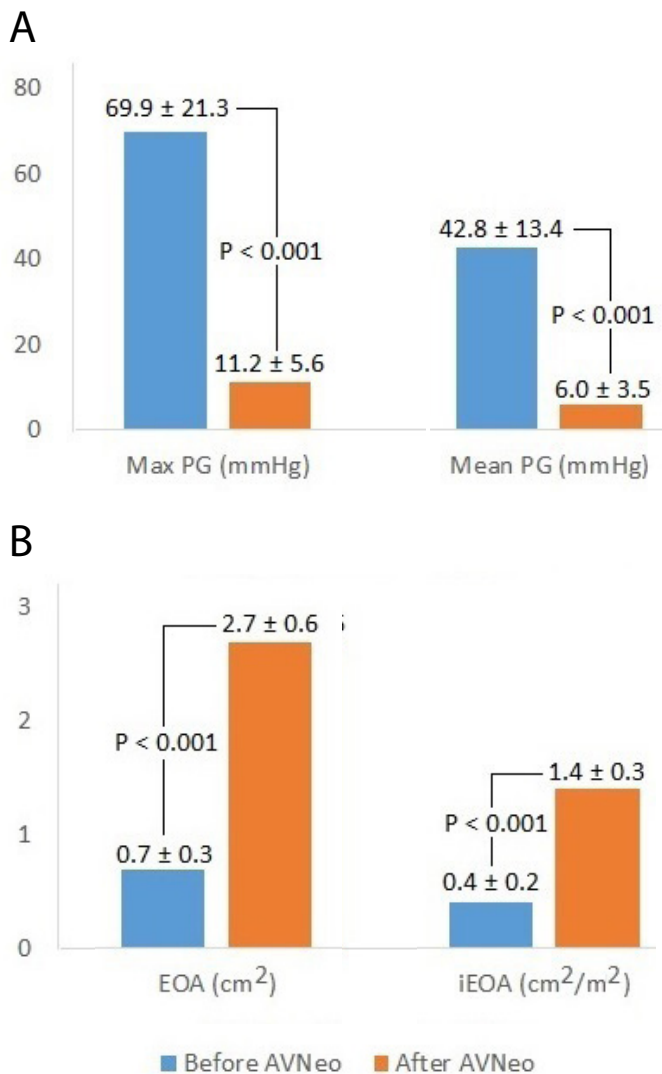 A
80
69.9 ± 21.3
60
42.8 ± 13.4
P < 0.001
40
P < 0.001
20
11.2 ± 5.6
6.0 ± 3.5
0
Max PG (mmHg)
Mean PG (mmHg)
B
3
2.7 ± 0.6
2
P < 0.001
1.4 ± 0.3
P < 0.001
1
0.7 ± 0.3
0.4 ± 0.2
0
EOA (cm²)
iEOA (cm²/m²)
Before AVNeo
After AVNeo